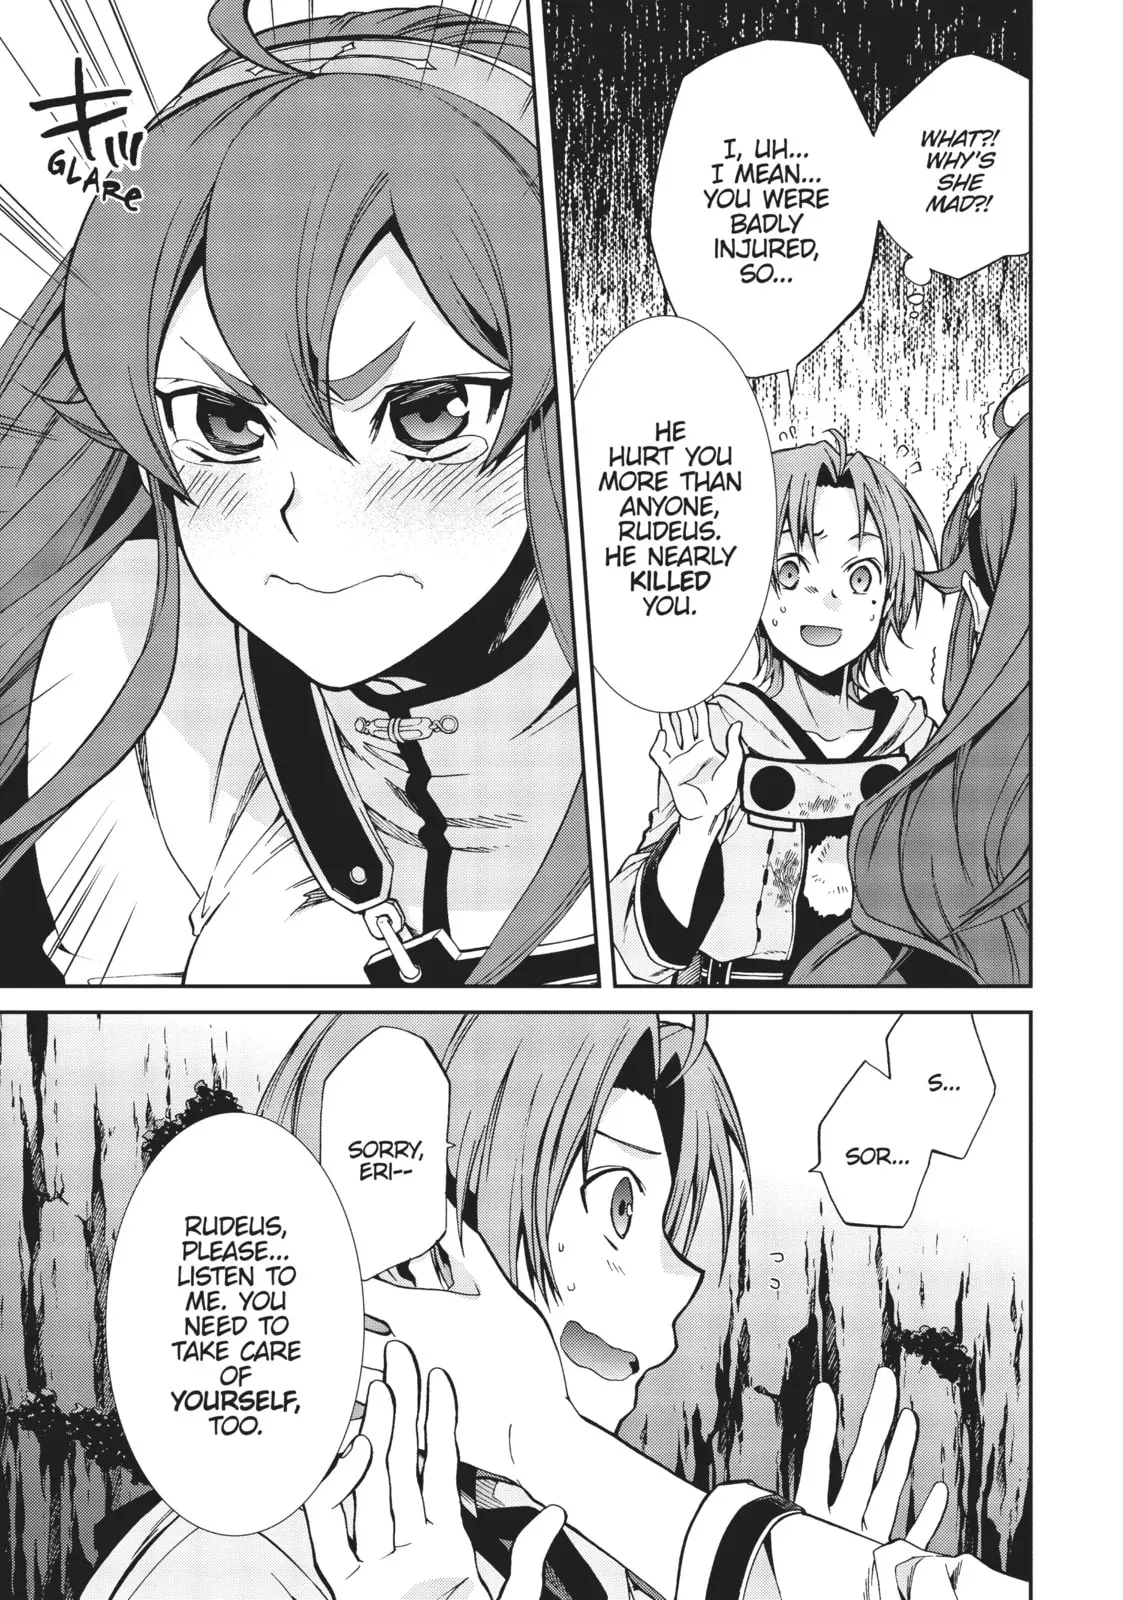 WHAT?!
WHY'S
SHE
MAD?!
I, UH...
I MEAN...
YOU WERE
BADLY
INJURED,
SO...
HE
HURT YOU
MORE THAN
ANYONE,
RUDEUS.
HE NEARLY
KILLED
YOU.
キッ
GLARE
S...
SOR...
SORRY,
ERI--
RUDEUS,
PLEASE...
LISTEN TO
ME. YOU
NEED TO
TAKE CARE
OF
YOURSELF,
TOO.